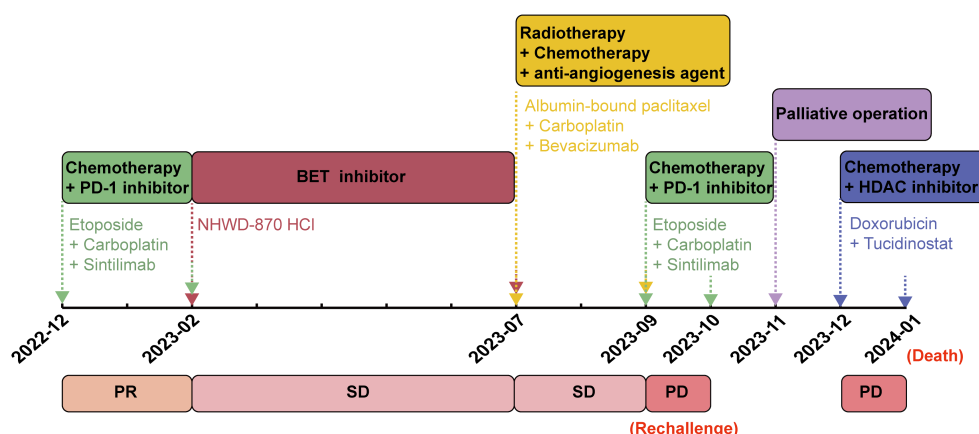 Radiotherapy
+ Chemotherapy
+ anti-angiogenesis agent
Albumin-bound paclitaxel
+ Carboplatin
+ Bevacizumab
Palliative operation
Chemotherapy
+ PD-1 inhibitor
BET inhibitor
Chemotherapy
+ PD-1 inhibitor
Chemotherapy
+ HDAC inhibitor
Etoposide
+ Carboplatin
+ Sintilimab
NHWD-870 HCl
Etoposide
+ Carboplatin
+ Sintilimab
Doxorubicin
+ Tucidinostat
2022-12
2023-02
2023-07
2023-09
2023-10
2023-11
2023-12
2024-01
(Death)
PR
SD
SD
PD
PD
(Rechallenge)